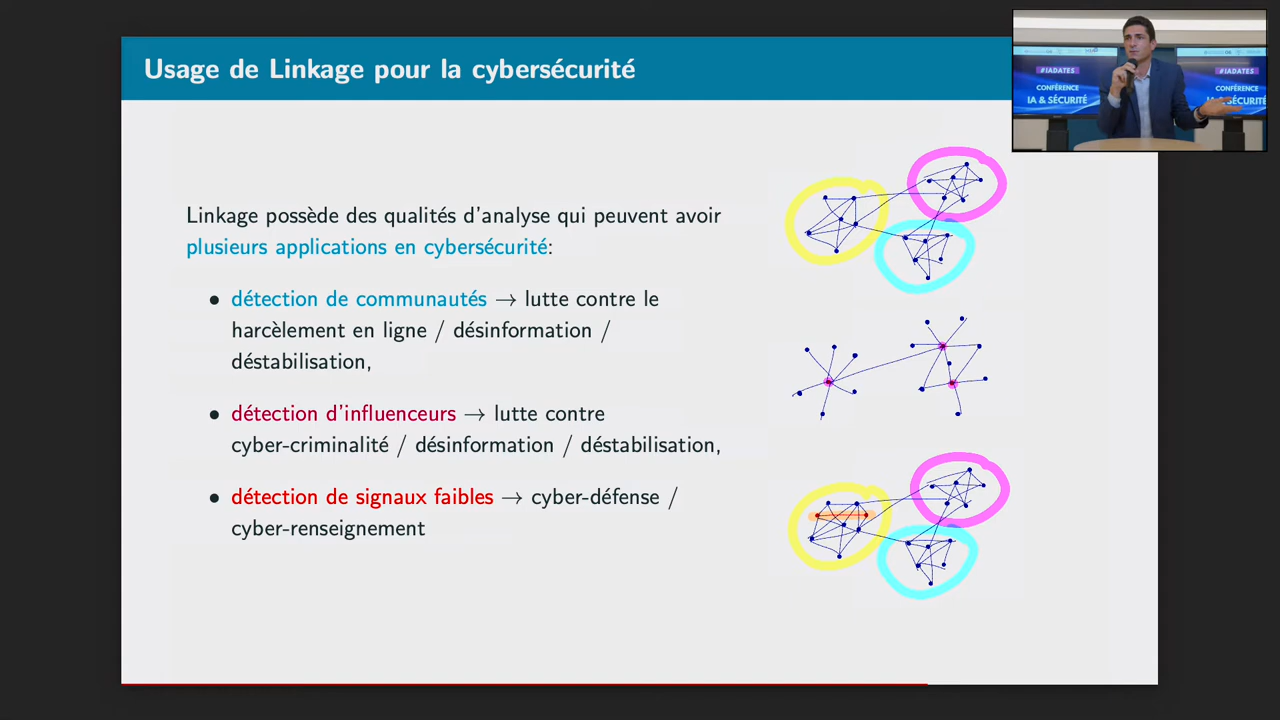 Usage de Linkage pour la cybersécurité
Linkage possède des qualités d'analyse qui peuvent avoir
plusieurs applications en cybersécurité:
• détection de communautés → lutte contre le
harcèlement en ligne / désinformation /
déstabilisation,
• détection d'influenceurs → lutte contre
cyber-criminalité / désinformation / déstabilisation,
• détection de signaux faibles → cyber-défense /
cyber-renseignement
#IADATES
CONFÉRENCE
IA & SÉCURITÉ
#IADATES
CONFÉRENCE
IA & SÉCURITÉ